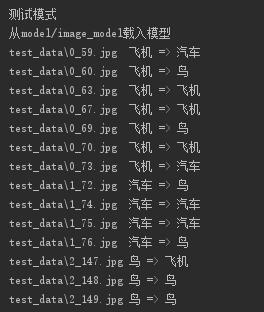 测试模式
从model/image_model载入模型
test_data\0_59.jpg 飞机 => 汽车
test_data\0_60.jpg 飞机 => 鸟
test_data\0_63.jpg 飞机 => 飞机
test_data\0_67.jpg 飞机 => 飞机
test_data\0_69.jpg 飞机 => 鸟
test_data\0_70.jpg 飞机 => 飞机
test_data\0_73.jpg 飞机 => 汽车
test_data\1_72.jpg 汽车 => 鸟
test_data\1_74.jpg 汽车 => 汽车
test_data\1_75.jpg 汽车 => 汽车
test_data\1_76.jpg 汽车 => 鸟
test_data\2_147.jpg 鸟 => 飞机
test_data\2_148.jpg 鸟 => 鸟
test_data\2_149.jpg 鸟 => 鸟